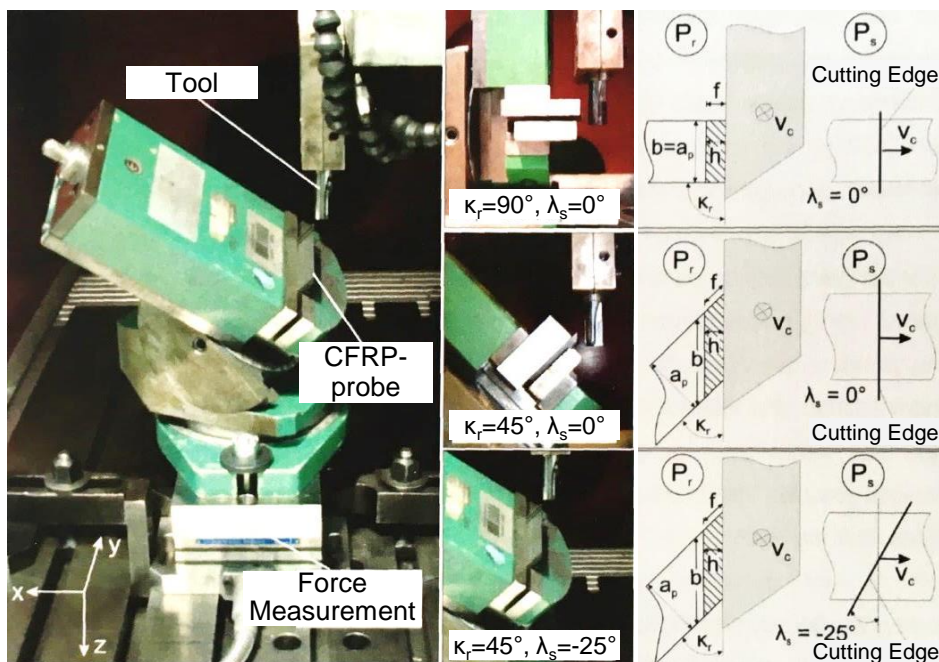 Tool
CFRP-
probe
Force
Measurement
x
y
z
κr=90°, λs=0°
κr=45°, λs=0°
κr=45°, λs=-25°
Pr
Ps
Cutting Edge
f
vc
vc
b=ap
h
λs = 0°
κr
Pr
Ps
f
vc
vc
b
h
ap
λs = 0°
κr
Cutting Edge
Pr
Ps
f
vc
vc
b
h
ap
λs = -25°
κr
Cutting Edge